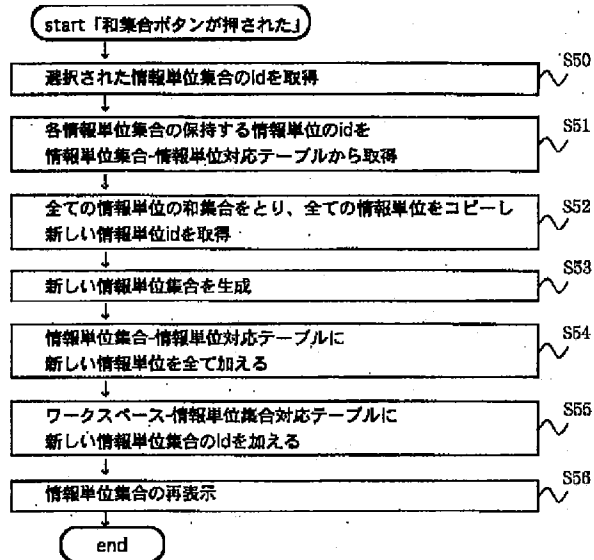 start「和集合ボタンが押された」
S50
選択された情報単位集合のidを取得
S51
各情報単位集合の保持する情報単位のidを
情報単位集合-情報単位対応テーブルから取得
S52
全ての情報単位の和集合をとり、全ての情報単位をコピーし
新しい情報単位idを取得
S53
新しい情報単位集合を生成
S54
情報単位集合-情報単位対応テーブルに
新しい情報単位を全て加える
S55
ワークスペース-情報単位集合対応テーブルに
新しい情報単位集合のidを加える
S56
情報単位集合の再表示
end